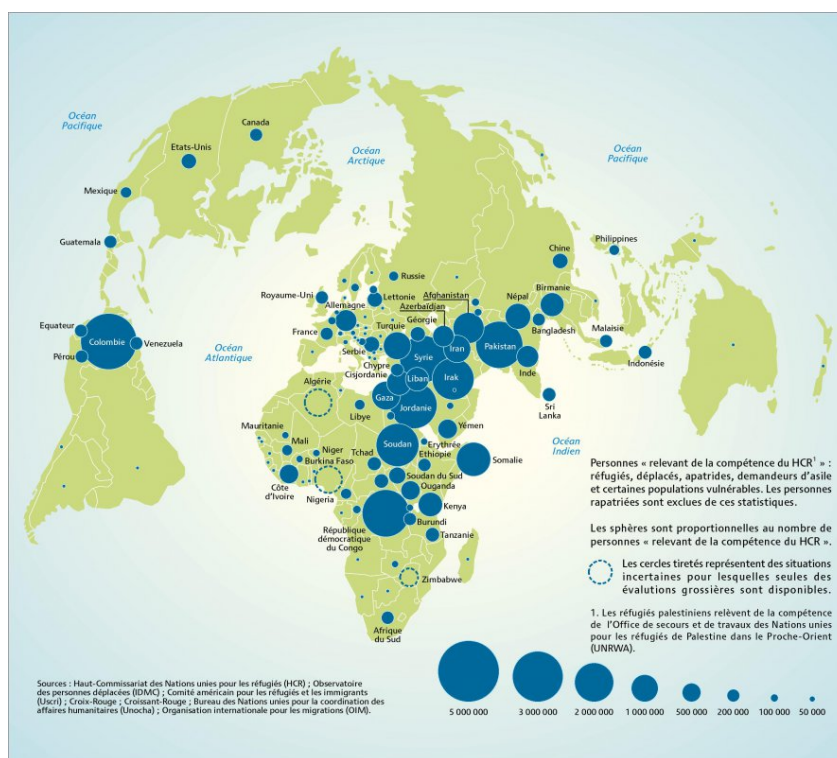 Océan
Pacifique
Canada
Etats-Unis
Océan
Arctique
Océan
Pacifique
Mexique
Guatemala
Chine
Philippines
Russie
Royaume-Uni
Lettonie
Afghanistan
Allemagne
Azerbaïdjan
Népal
Birmanie
Equateur
Colombie
Venezuela
Pérou
Océan
Atlantique
France
Turquie
Géorgie
Bangladesh
Malaisie
Serbie
Syrie
Iran
Pakistan
Inde
Indonésie
Chypre
Cisjordanie
Liban
Irak
Algérie
Gaza
Jordanie
Sri
Lanka
Libye
Yémen
Mauritanie
Mali
Niger
Tchad
Soudan
Erythrée
Ethiopie
Somalie
Océan
Indien
Burkina Faso
Côte
d'Ivoire
Nigeria
Soudan du Sud
Ouganda
Kenya
République
démocratique
du Congo
Burundi
Tanzanie
Zimbabwe
Afrique
du Sud
Personnes « relevant de la compétence du HCR¹ » :
réfugiés, déplacés, apatrides, demandeurs d'asile
et certaines populations vulnérables. Les personnes
rapatriées sont exclues de ces statistiques.
Les sphères sont proportionnelles au nombre de
personnes « relevant de la compétence du HCR ».
Les cercles tiretés représentent des situations
incertaines pour lesquelles seules des
évalutions grossières sont disponibles.
1. Les réfugiés palestiniens relèvent de la compétence
de l'Office de secours et de travaux des Nations unies
pour les réfugiés de Palestine dans le Proche-Orient
(UNRWA).
Sources : Haut-Commissariat des Nations unies pour les réfugiés (HCR) ; Observatoire
des personnes déplacées (IDMC) ; Comité américain pour les réfugiés et les immigrants
(Uscri) ; Croix-Rouge ; Croissant-Rouge ; Bureau des Nations unies pour la coordination des
affaires humanitaires (Unocha) ; Organisation internationale pour les migrations (OIM).
5 000 000
3 000 000
2 000 000
1 000 000
500 000
200 000
100 000
50 000